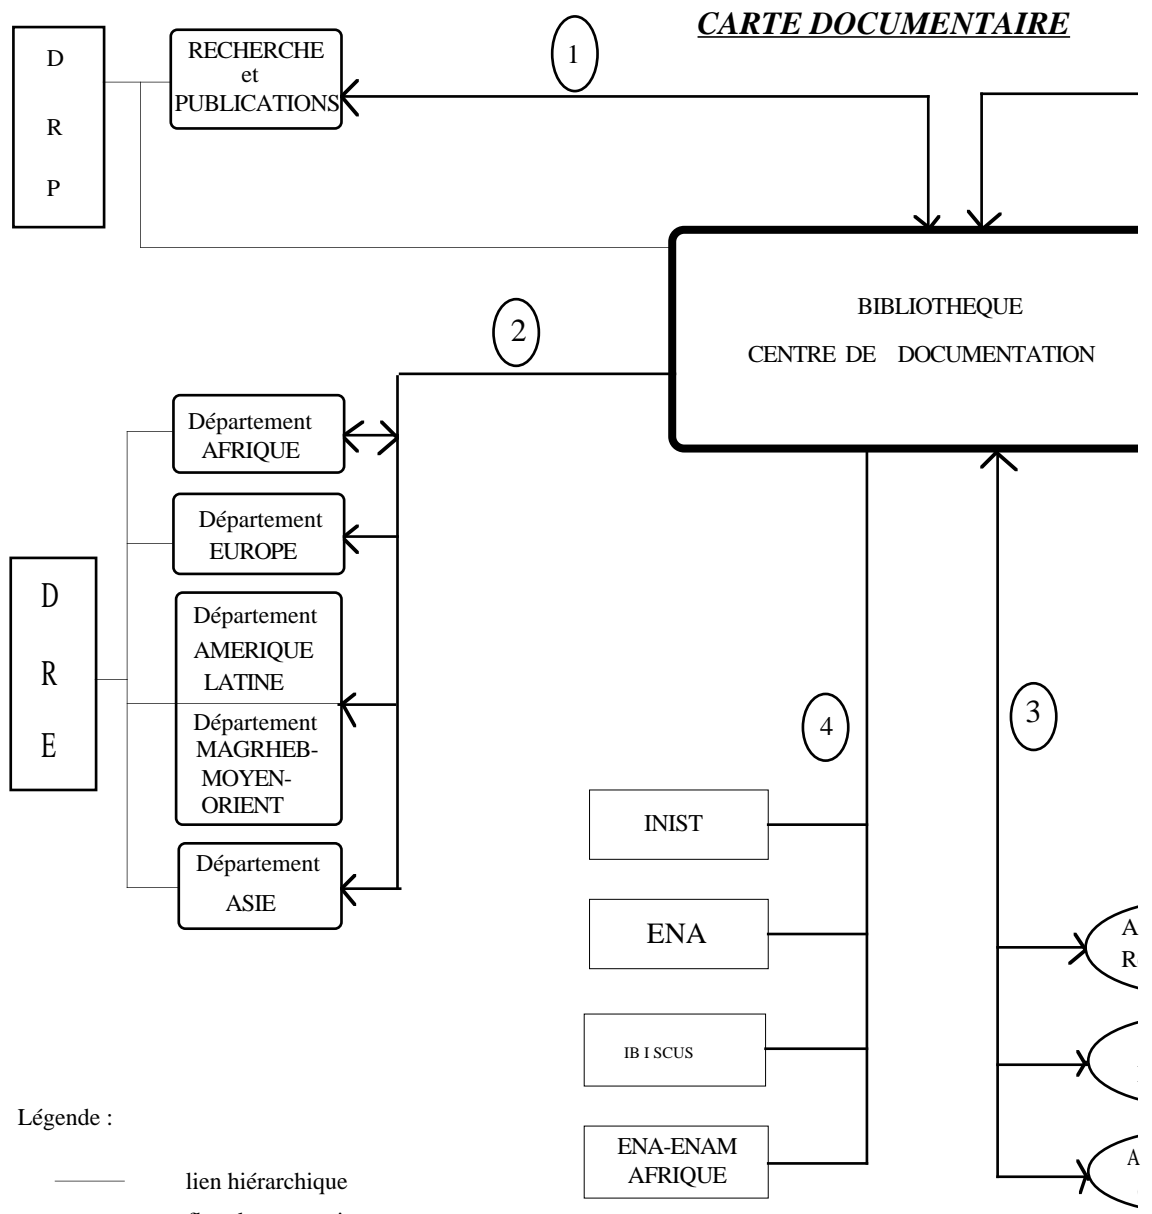 CARTE DOCUMENTAIRE
D
R
P
RECHERCHE
et
PUBLICATIONS
1
BIBLIOTHEQUE
CENTRE DE DOCUMENTATION
2
Département
AFRIQUE
Département
EUROPE
D
R
E
Département
AMERIQUE
LATINE
Département
MAGRHEB-
MOYEN-
ORIENT
Département
ASIE
4
3
INIST
ENA
IB I SCUS
ENA-ENAM
AFRIQUE
A
R
A
Légende :
lien hiérarchique